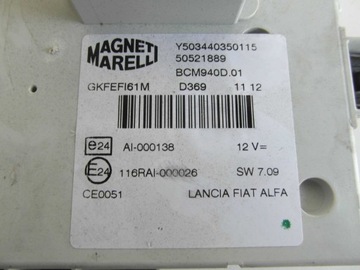 MAGNETI MARELLI
Y503440350115
50521889
BCM940D.01
GKFEFI61M D369 11 12
e24 AI-000138 12 V=
E24 116RAI-000026 SW 7.09
CE0051 LANCIA FIAT ALFA